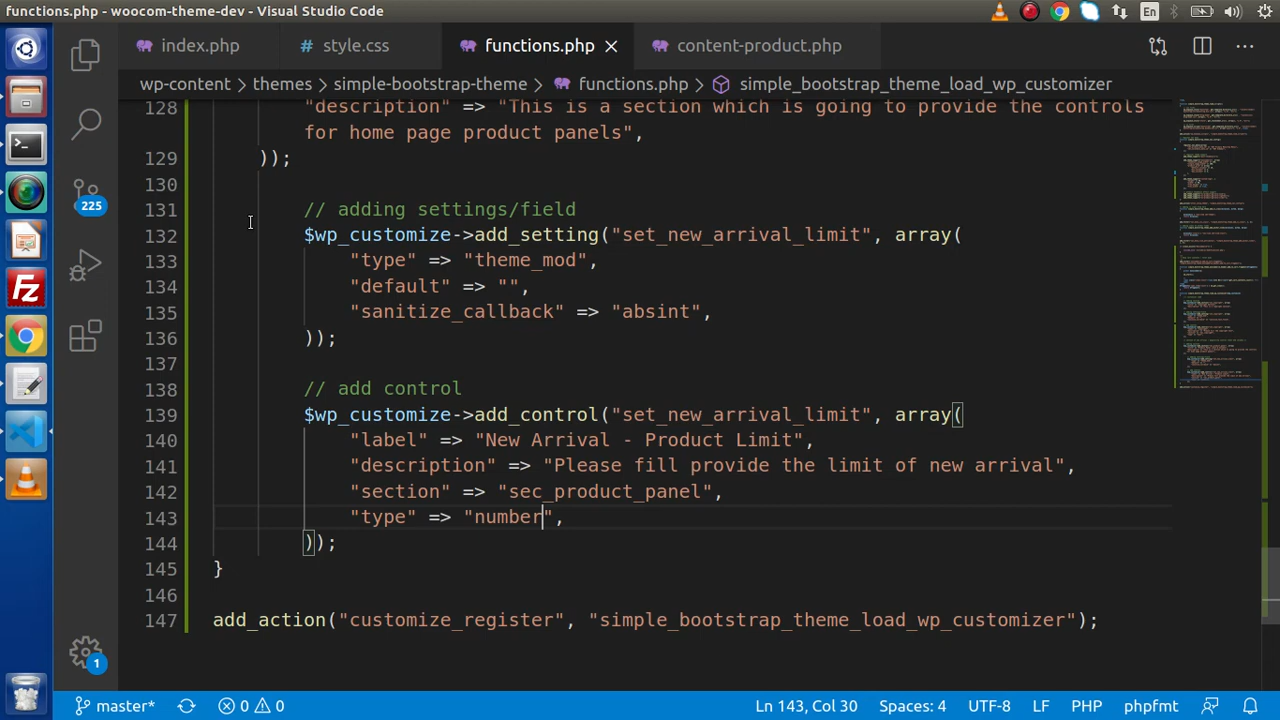 functions.php - woocom-theme-dev - Visual Studio Code
En
index.php
# style.css
functions.php
content-product.php
wp-content > themes > simple-bootstrap-theme > functions.php > simple_bootstrap_theme_load_wp_customizer
128 "description" => "This is a section which is going to provide the controls
for home page product panels",
129 ));
130
131 // adding settings/field
132 $wp_customize->add_setting("set_new_arrival_limit", array(
133 "type" => "theme_mod",
134 "default" => "",
135 "sanitize_callback" => "absint",
136 ));
137
138 // add control
139 $wp_customize->add_control("set_new_arrival_limit", array(
140 "label" => "New Arrival - Product Limit",
141 "description" => "Please fill provide the limit of new arrival",
142 "section" => "sec_product_panel",
143 "type" => "number",
144 ));
145 }
146
147 add_action("customize_register", "simple_bootstrap_theme_load_wp_customizer");
225
1
master*
0
0
Ln 143, Col 30
Spaces: 4
UTF-8
LF
PHP
phpfmt